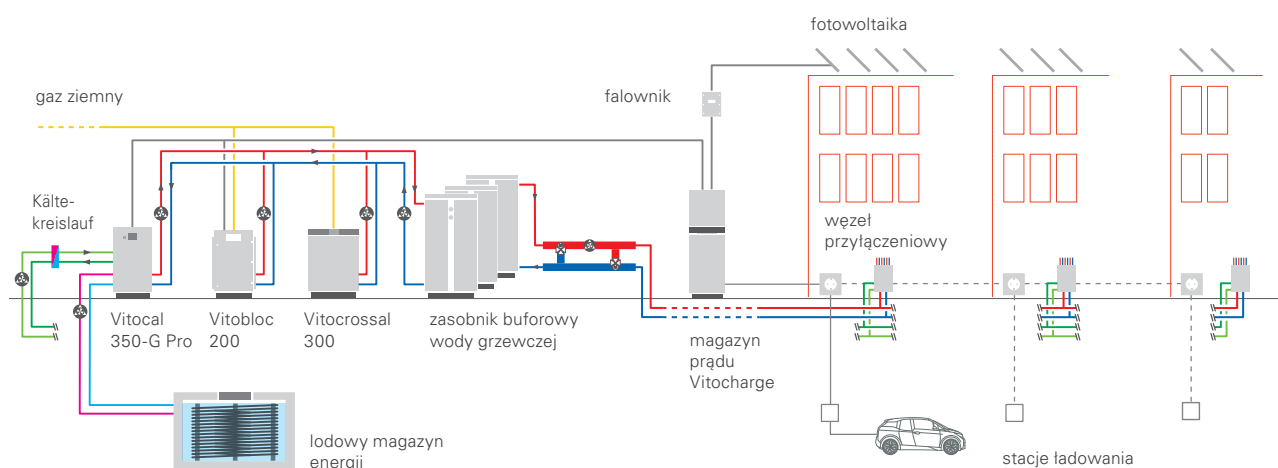 fotowoltaika
gaz ziemny
falownik
Kälte-
kreislauf
węzeł
przyłączeniowy
Vitocal
350-G Pro
Vitobloc
200
Vitocrossal
300
zasobnik buforowy
wody grzewczej
magazyn
prądu
Vitocharge
lodowy magazyn
energii
stacje ładowania